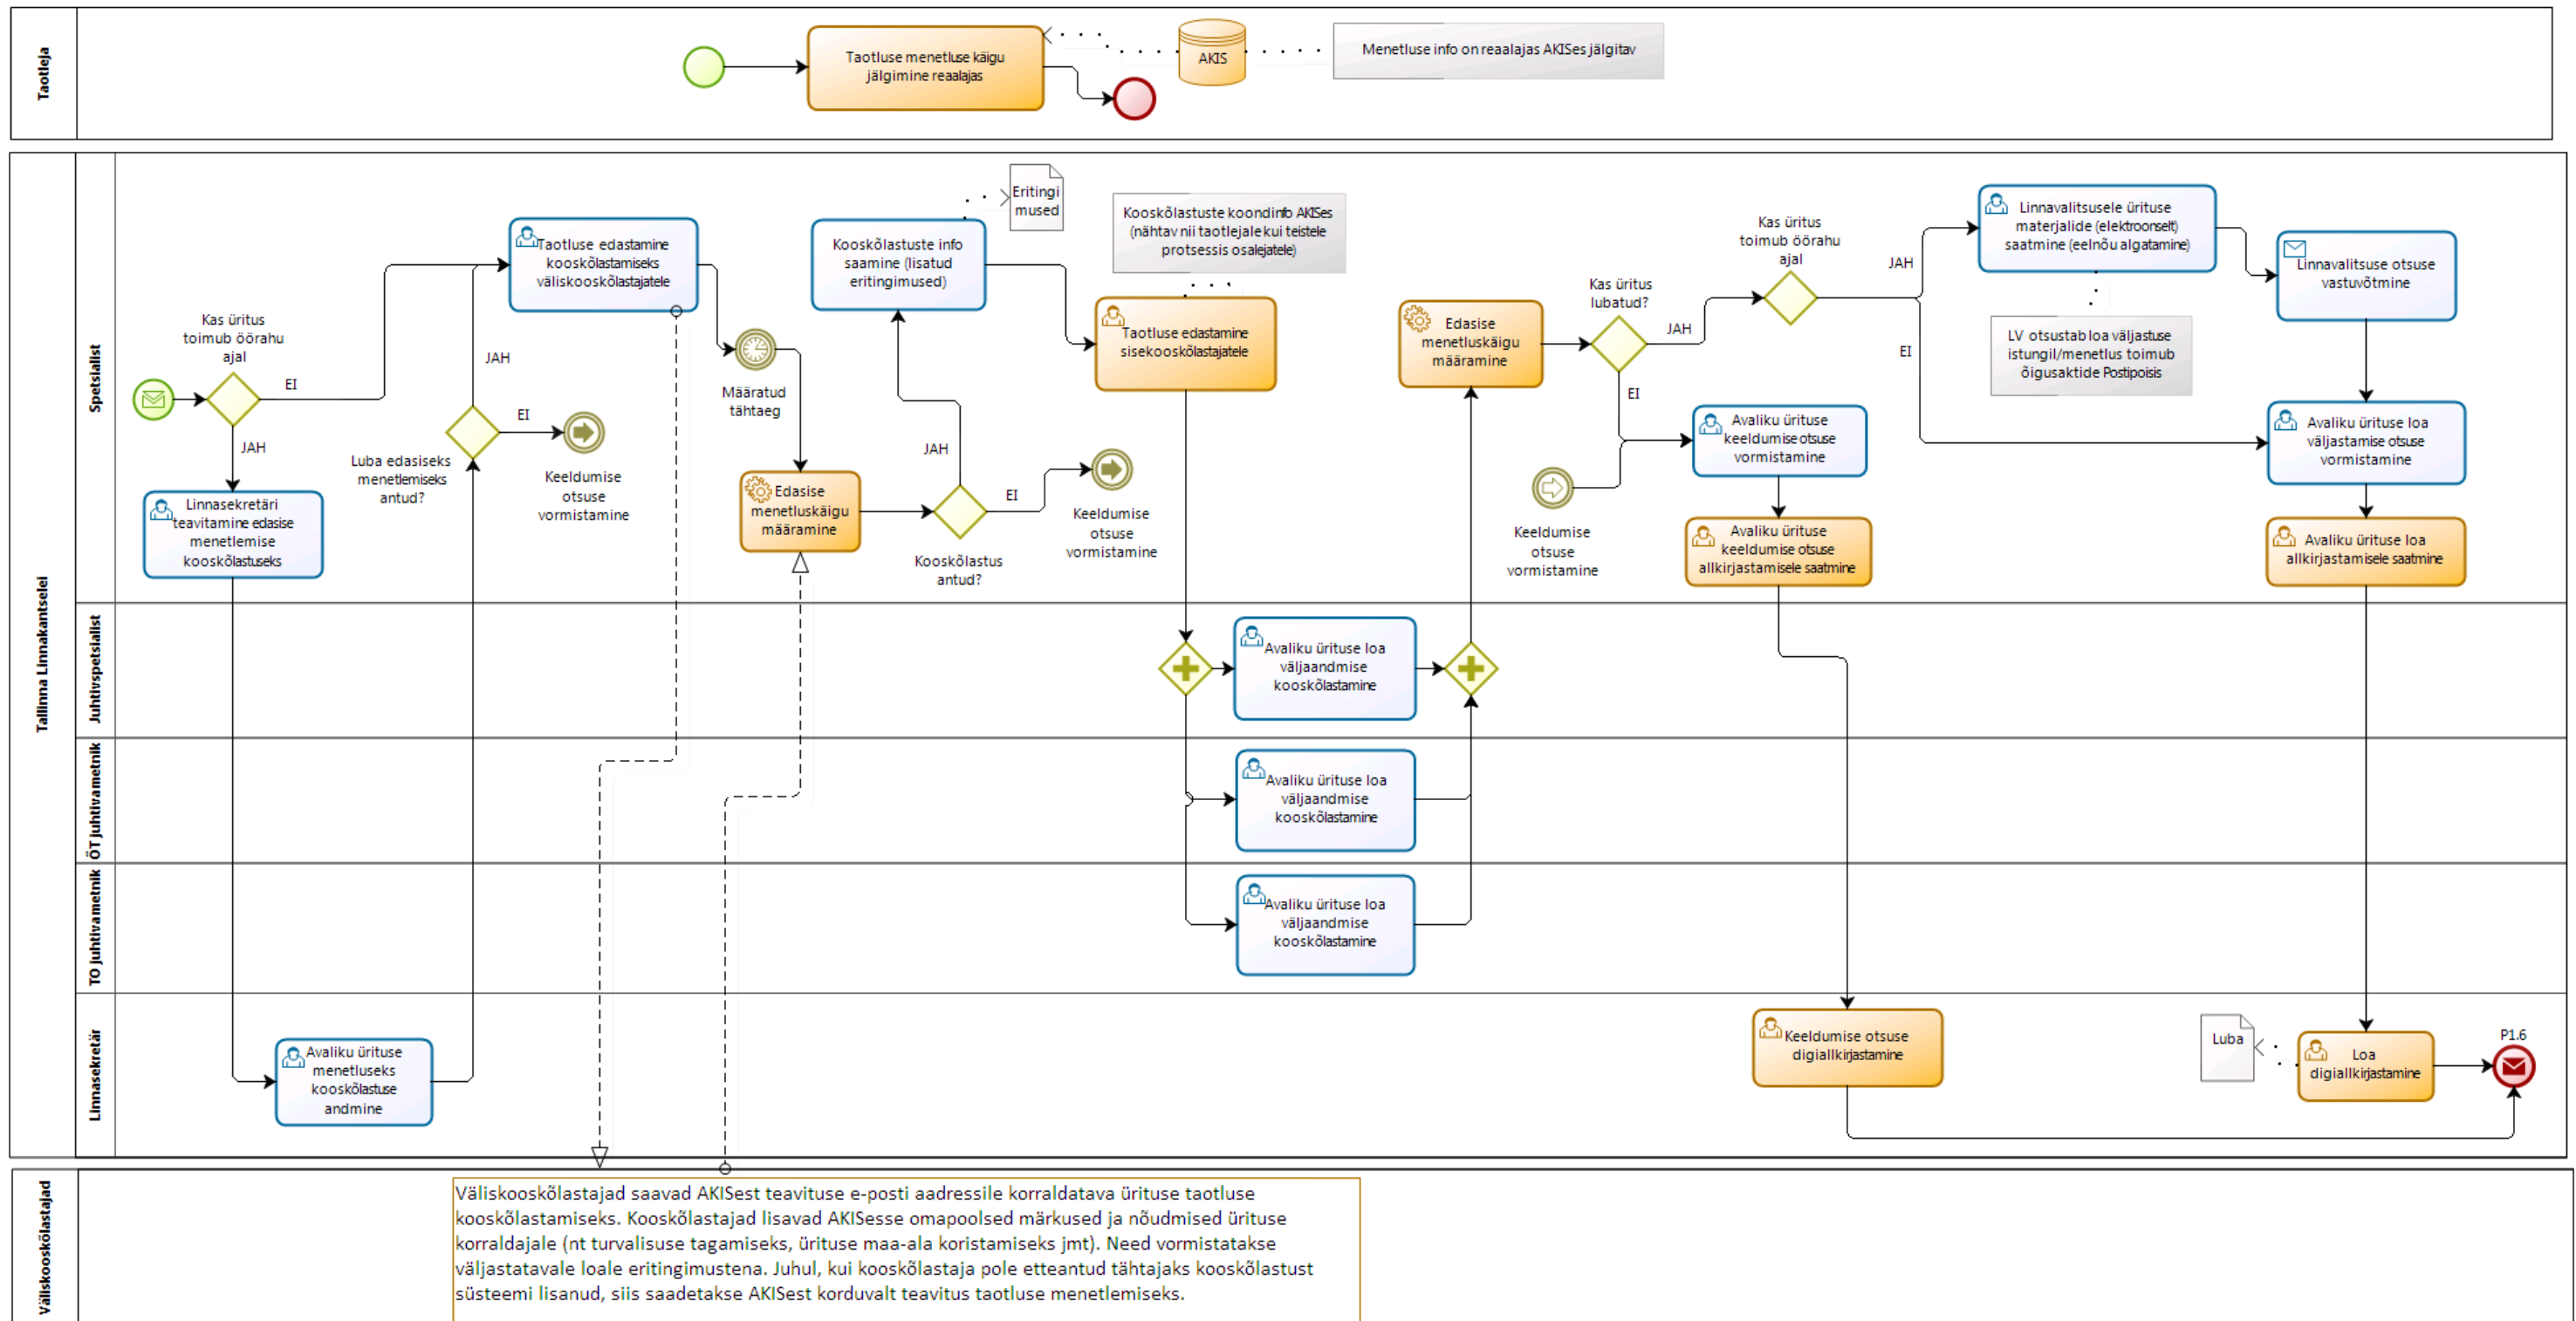 Taotleja
Taotluse menetluse käigu
jälgimine reaalajas
AKIS
Menetluse info on reaalajas AKISes jälgitav
Tallinna Linnakantselei
Spetsialist
Kas üritus
toimub öörahu
ajal
EI
JAH
Linnasekretäri
teavitamine edasise
menetlemise
kooskõlastuseks
Luba edasiseks
menetlemiseks
antud?
JAH
EI
Keeldumise
otsuse
vormistamine
Taotluse edastamine
kooskõlastamiseks
väliskooskõlastajatele
Määratud
tähtaeg
Edasise
menetluskäigu
määramine
Kooskõlastus
antud?
JAH
EI
Keeldumise
otsuse
vormistamine
Kooskõlastuste info
saamine (lisatud
eritingimused)
Eritingi
mused
Kooskõlastuste koondinfo AKISes
(nähtav nii taotlejale kui teistele
protsessis osalejatele)
Taotluse edastamine
sisekooskõlastajatele
Edasise
menetluskäigu
määramine
Kas üritus
lubatud?
JAH
EI
Keeldumise
otsuse
vormistamine
Avaliku ürituse
keeldumise otsuse
vormistamine
Avaliku ürituse
keeldumise otsuse
allkirjastamisele saatmine
Kas üritus
toimub öörahu
ajal
JAH
EI
Linnavalitsusele ürituse
materjalide (elektroonselt)
saatmine (eelnõu algatamine)
LV otsustab loa väljastuse
istungil/menetlus toimub
õigusaktide Postipoisis
Linnavalitsuse otsuse
vastuvõtmine
Avaliku ürituse loa
väljastamise otsuse
vormistamine
Avaliku ürituse loa
allkirjastamisele saatmine
Juhtivspetsialist
Avaliku ürituse loa
väljaandmise
kooskõlastamine
ÖT juhtivametnik
Avaliku ürituse loa
väljaandmise
kooskõlastamine
TO juhtivametnik
Avaliku ürituse loa
väljaandmise
kooskõlastamine
Linnasekretär
Avaliku ürituse
menetluseks
kooskõlastuse
andmine
Keeldumise otsuse
digiallkirjastamine
Luba
Loa
digiallkirjastamine
P1.6
Väliskooskõlastajad
Väliskooskõlastajad saavad AKISest teavituse e-posti aadressile korraldatava ürituse taotluse
kooskõlastamiseks. Kooskõlastajad lisavad AKISesse omapoolsed märkused ja nõudmised ürituse
korraldajale (nt turvalisuse tagamiseks, ürituse maa-ala koristamiseks jmt). Need vormistatakse
väljastatavale loale eritingimustena. Juhul, kui kooskõlastaja pole etteantud tähtajaks kooskõlastust
süsteemi lisanud, siis saadetakse AKISest korduvalt teavitus taotluse menetlemiseks.